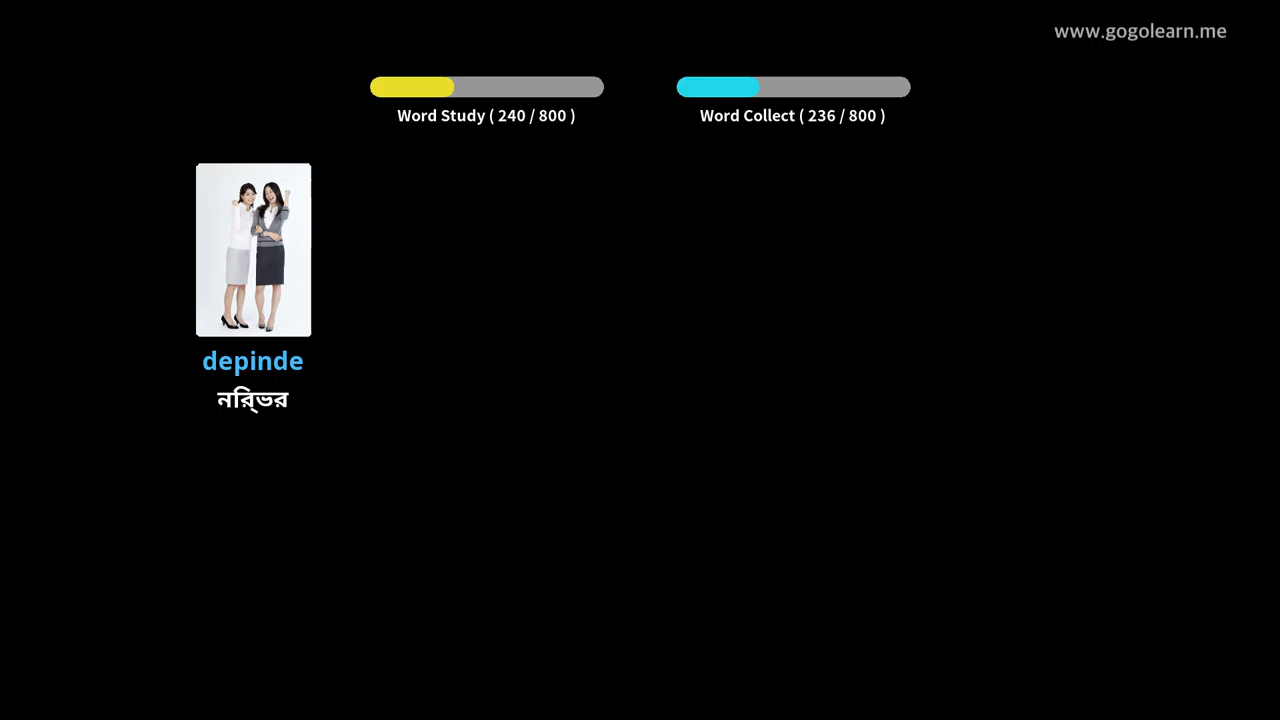 www.gogolearn.me
Word Study ( 240 / 800 )
Word Collect ( 236 / 800 )
depinde
নির্ভর